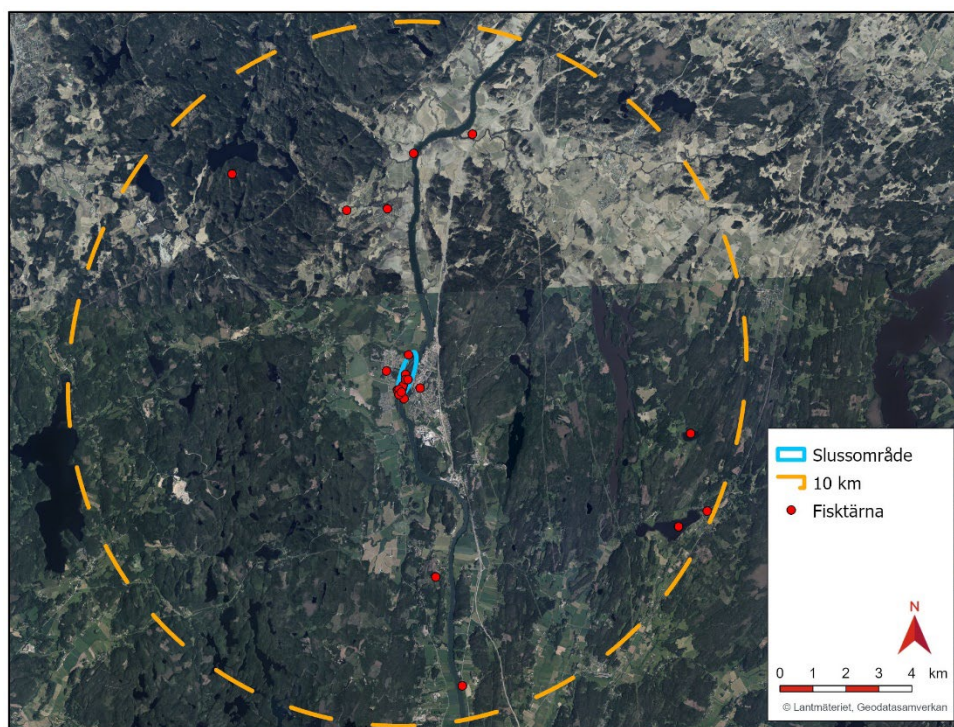 Slussområde
10 km
Fisktärna
N
0 1 2 3 4 km
© Lantmäteriet, Geodatasamverkan